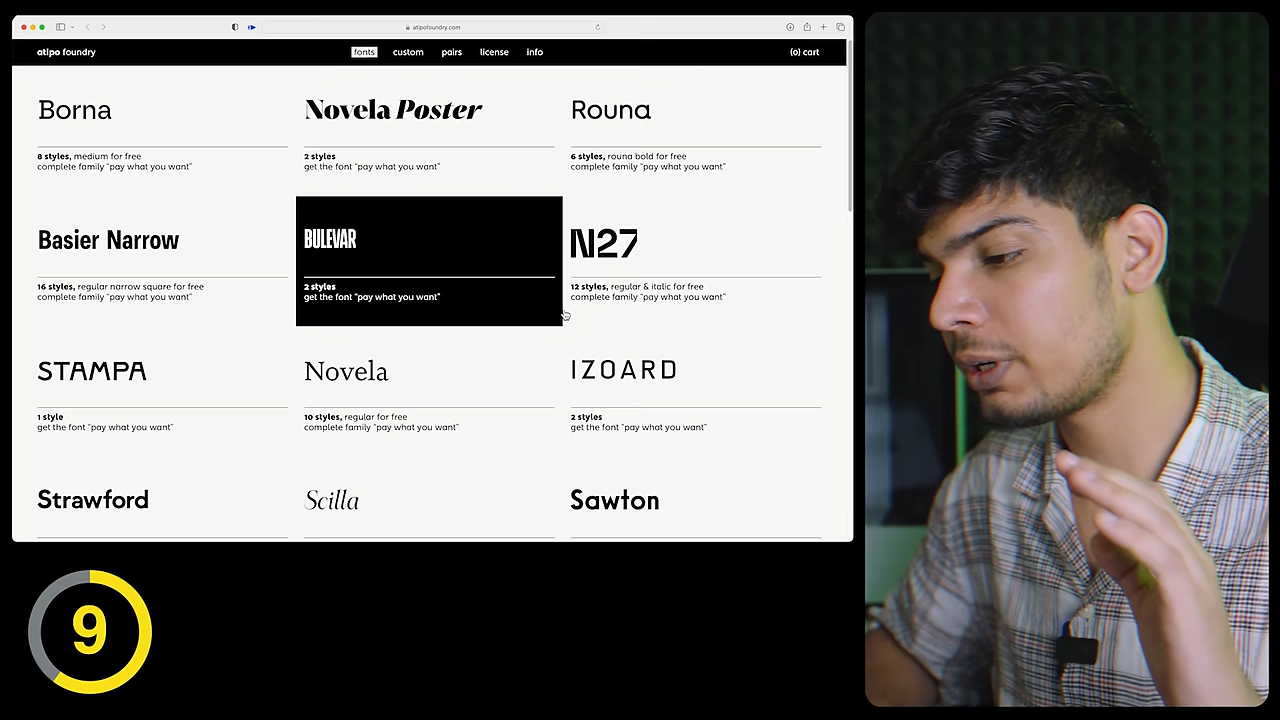 atipofoundry.com
atipo foundry
fonts
custom
pairs
license
info
(0) cart
Borna
8 styles, medium for free
complete family "pay what you want"
Novela Poster
2 styles
get the font "pay what you want"
Rouna
6 styles, rouna bold for free
complete family "pay what you want"
Basier Narrow
16 styles, regular narrow square for free
complete family "pay what you want"
BULEVAR
2 styles
get the font "pay what you want"
N27
12 styles, regular & italic for free
complete family "pay what you want"
STAMPA
1 style
get the font "pay what you want"
Novela
10 styles, regular for free
complete family "pay what you want"
IZOARD
2 styles
get the font "pay what you want"
Strawford
Scilla
Sawton
9